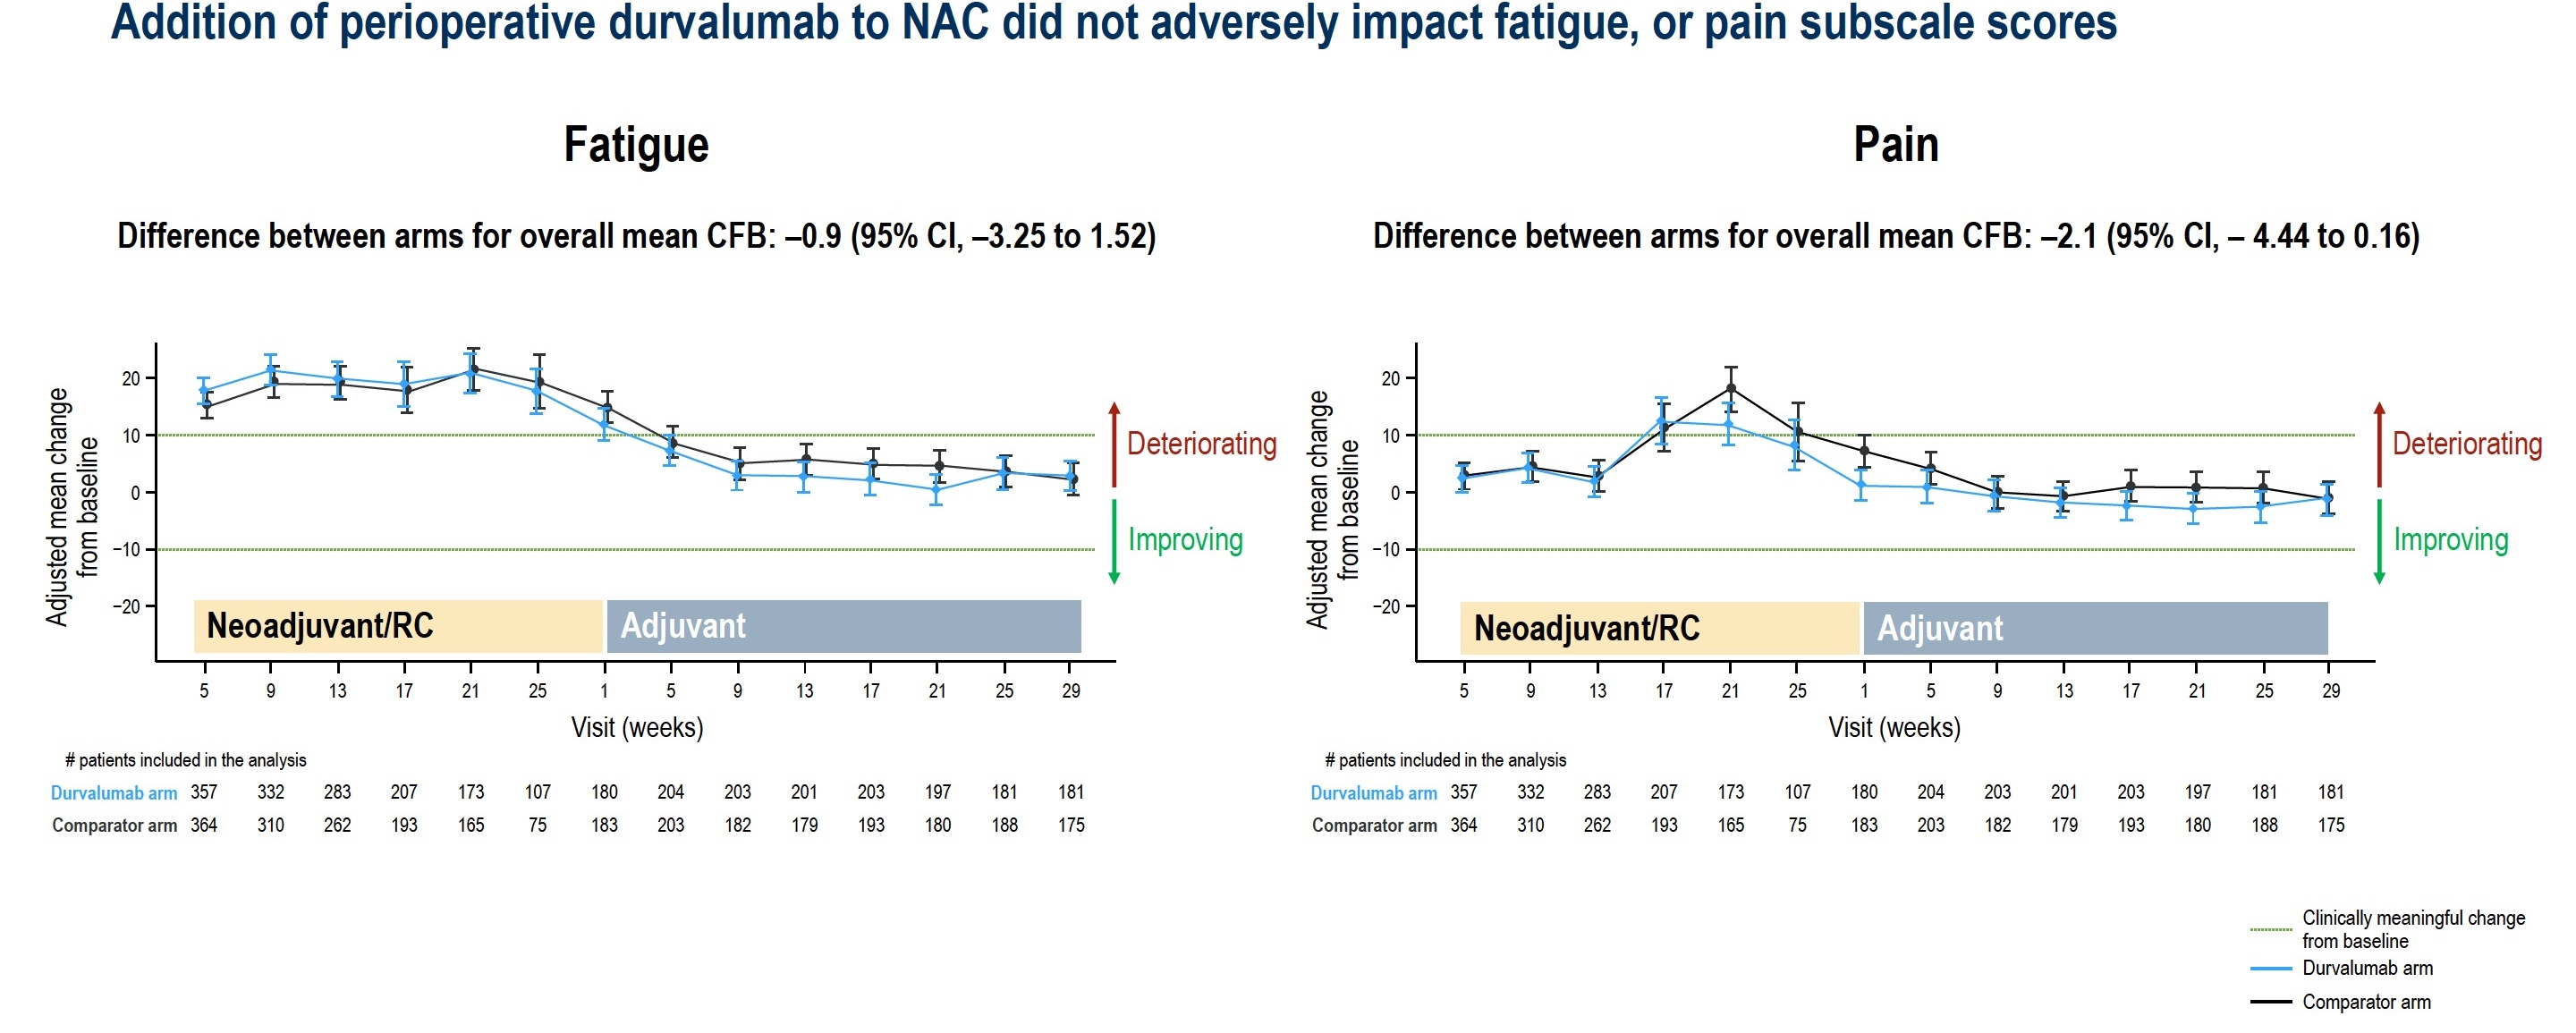 Addition of perioperative durvalumab to NAC did not adversely impact fatigue, or pain subscale scores
Fatigue
Difference between arms for overall mean CFB: –0.9 (95% CI, –3.25 to 1.52)
Adjusted mean change
from baseline
20
10
0
–10
–20
Deteriorating
Improving
Neoadjuvant/RC
Adjuvant
5 9 13 17 21 25 1 5 9 13 17 21 25 29
Visit (weeks)
# patients included in the analysis
Durvalumab arm 357 332 283 207 173 107 180 204 203 201 203 197 181 181
Comparator arm 364 310 262 193 165 75 183 203 182 179 193 180 188 175
Pain
Difference between arms for overall mean CFB: –2.1 (95% CI, – 4.44 to 0.16)
Adjusted mean change
from baseline
20
10
0
–10
–20
Deteriorating
Improving
Neoadjuvant/RC
Adjuvant
5 9 13 17 21 25 1 5 9 13 17 21 25 29
Visit (weeks)
# patients included in the analysis
Durvalumab arm 357 332 283 207 173 107 180 204 203 201 203 197 181 181
Comparator arm 364 310 262 193 165 75 183 203 182 179 193 180 188 175
Clinically meaningful change
from baseline
Durvalumab arm
Comparator arm